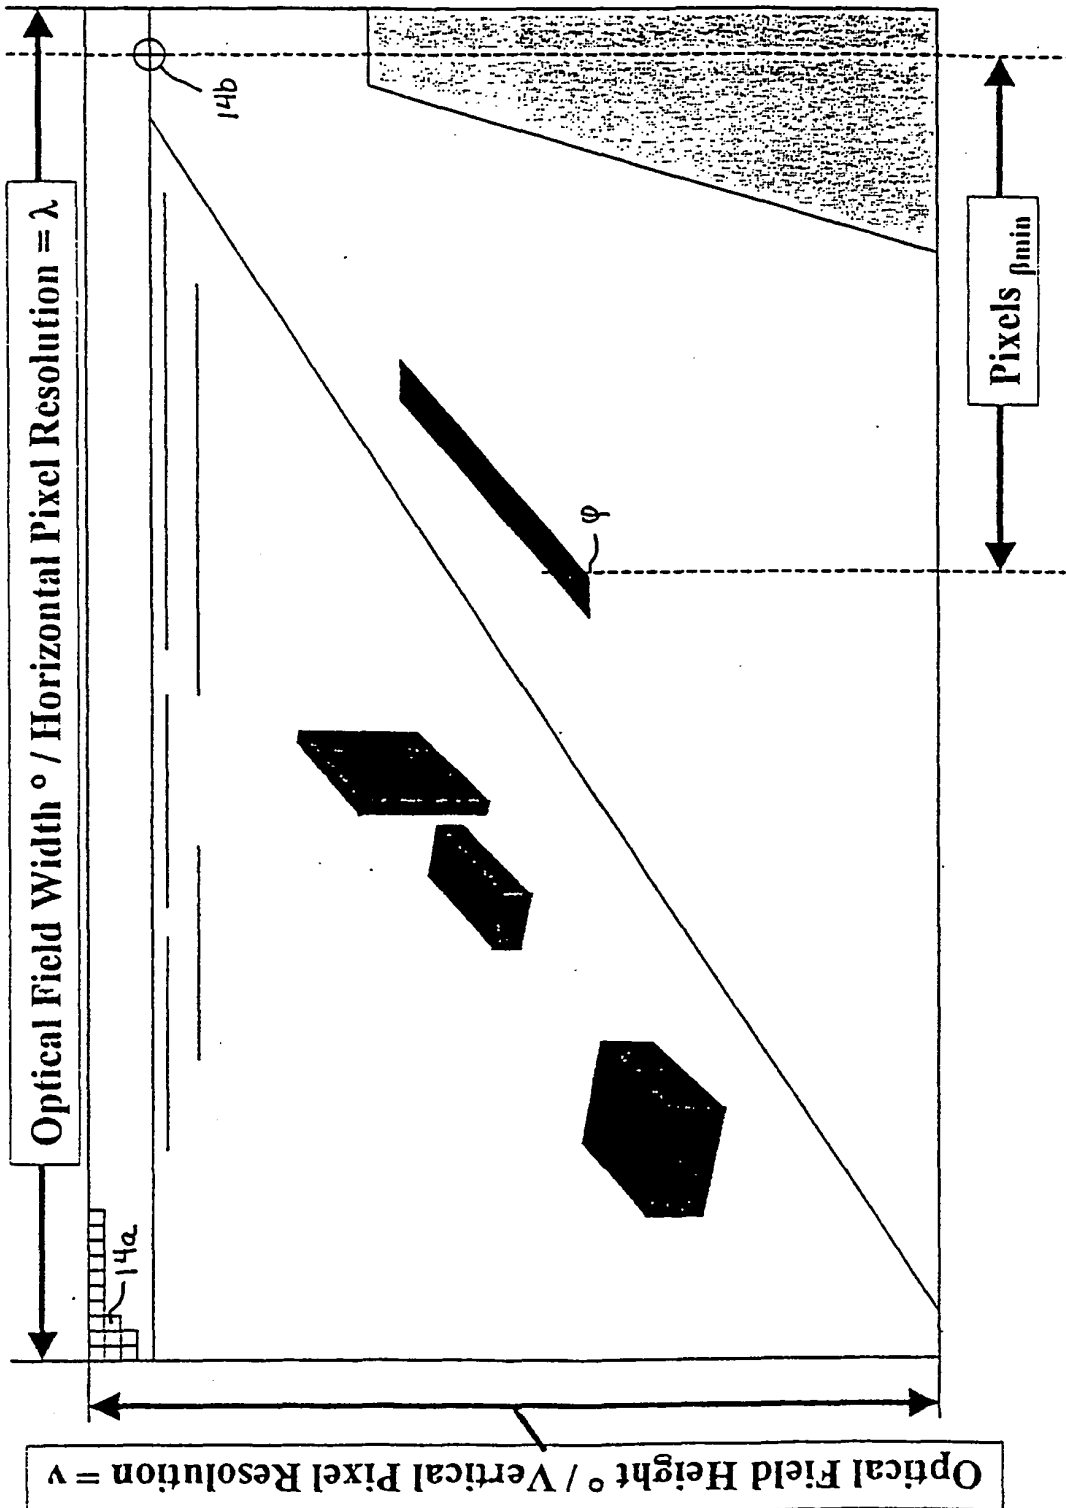 Optical Field Width ° / Horizontal Pixel Resolution = λ
14b
14a
φ
Pixels βmin
Optical Field Height ° / Vertical Pixel Resolution = v